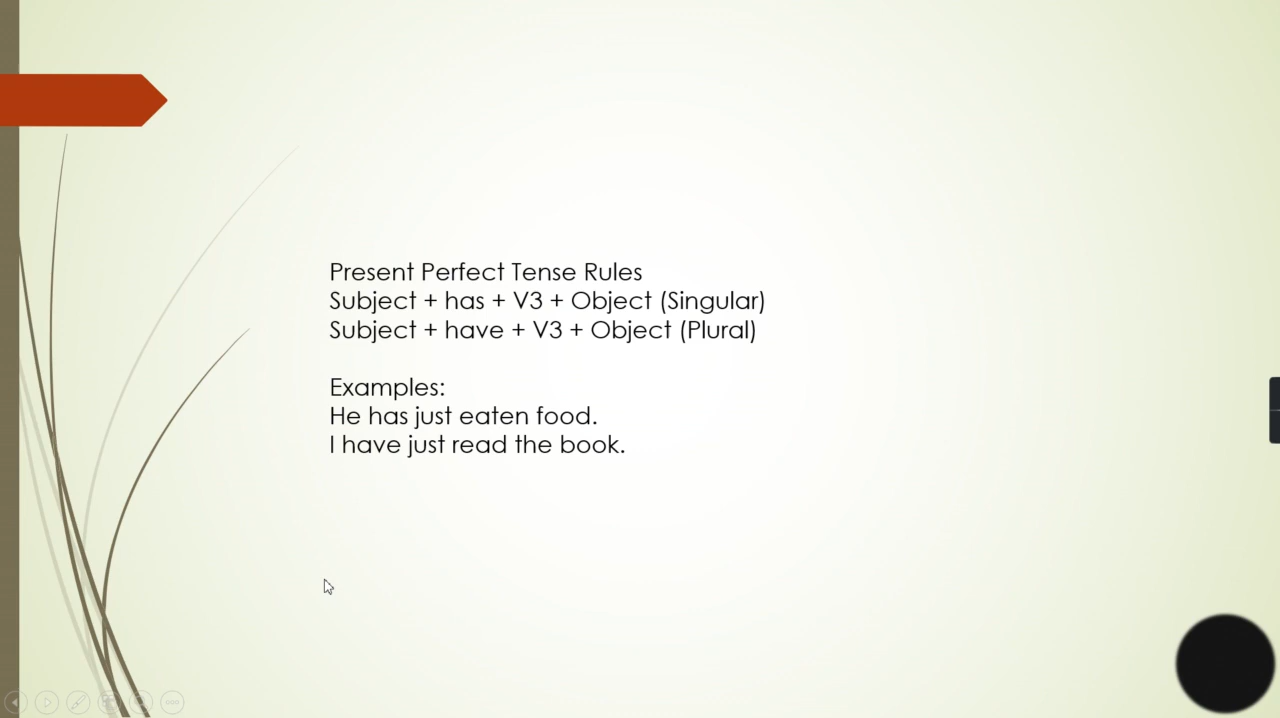 Present Perfect Tense Rules
Subject + has + V3 + Object (Singular)
Subject + have + V3 + Object (Plural)
Examples:
He has just eaten food.
I have just read the book.